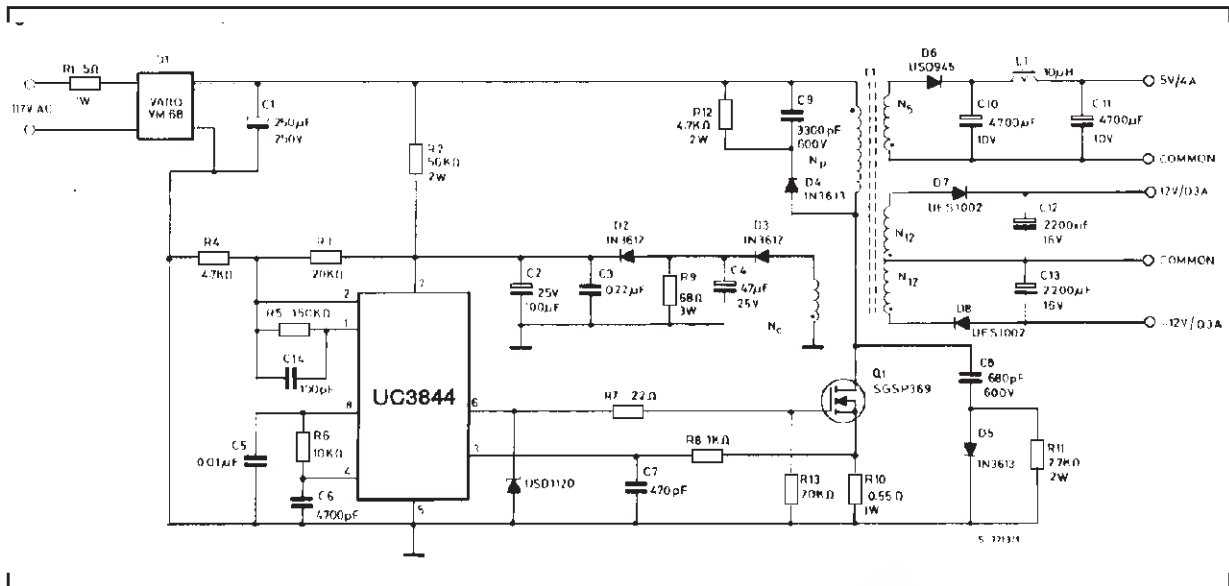 R1 5Ω
1W
117V AC
D1
VARO
VM 68
C1
250µF
250V
R2
56KΩ
2W
R12
4.7KΩ
2W
C9
3300pF
600V
Np
D4
1N3613
T1
N5
D6
USD945
L1
10µH
C10
4700µF
10V
C11
4700µF
10V
5V/4A
COMMON
D7
UFS1002
N12
C12
2200µF
16V
12V/0.3A
COMMON
N12
C13
2200µF
16V
D8
UFS1002
-12V/0.3A
R4
4.7KΩ
R3
20KΩ
D2
1N3612
D3
1N3612
C2
25V
100µF
C3
0.22µF
R9
68Ω
3W
C4
47µF
25V
Nc
7
2
R5 150KΩ
1
C14
100pF
UC3844
8
R6
10KΩ
4
C5
0.01µF
C6
4700pF
5
6
3
R7 22Ω
USD1120
C7
470pF
R8 1KΩ
R13
20KΩ
Q1
SGSP369
R10
0.55Ω
1W
C8
680pF
600V
D5
1N3613
R11
2.7KΩ
2W